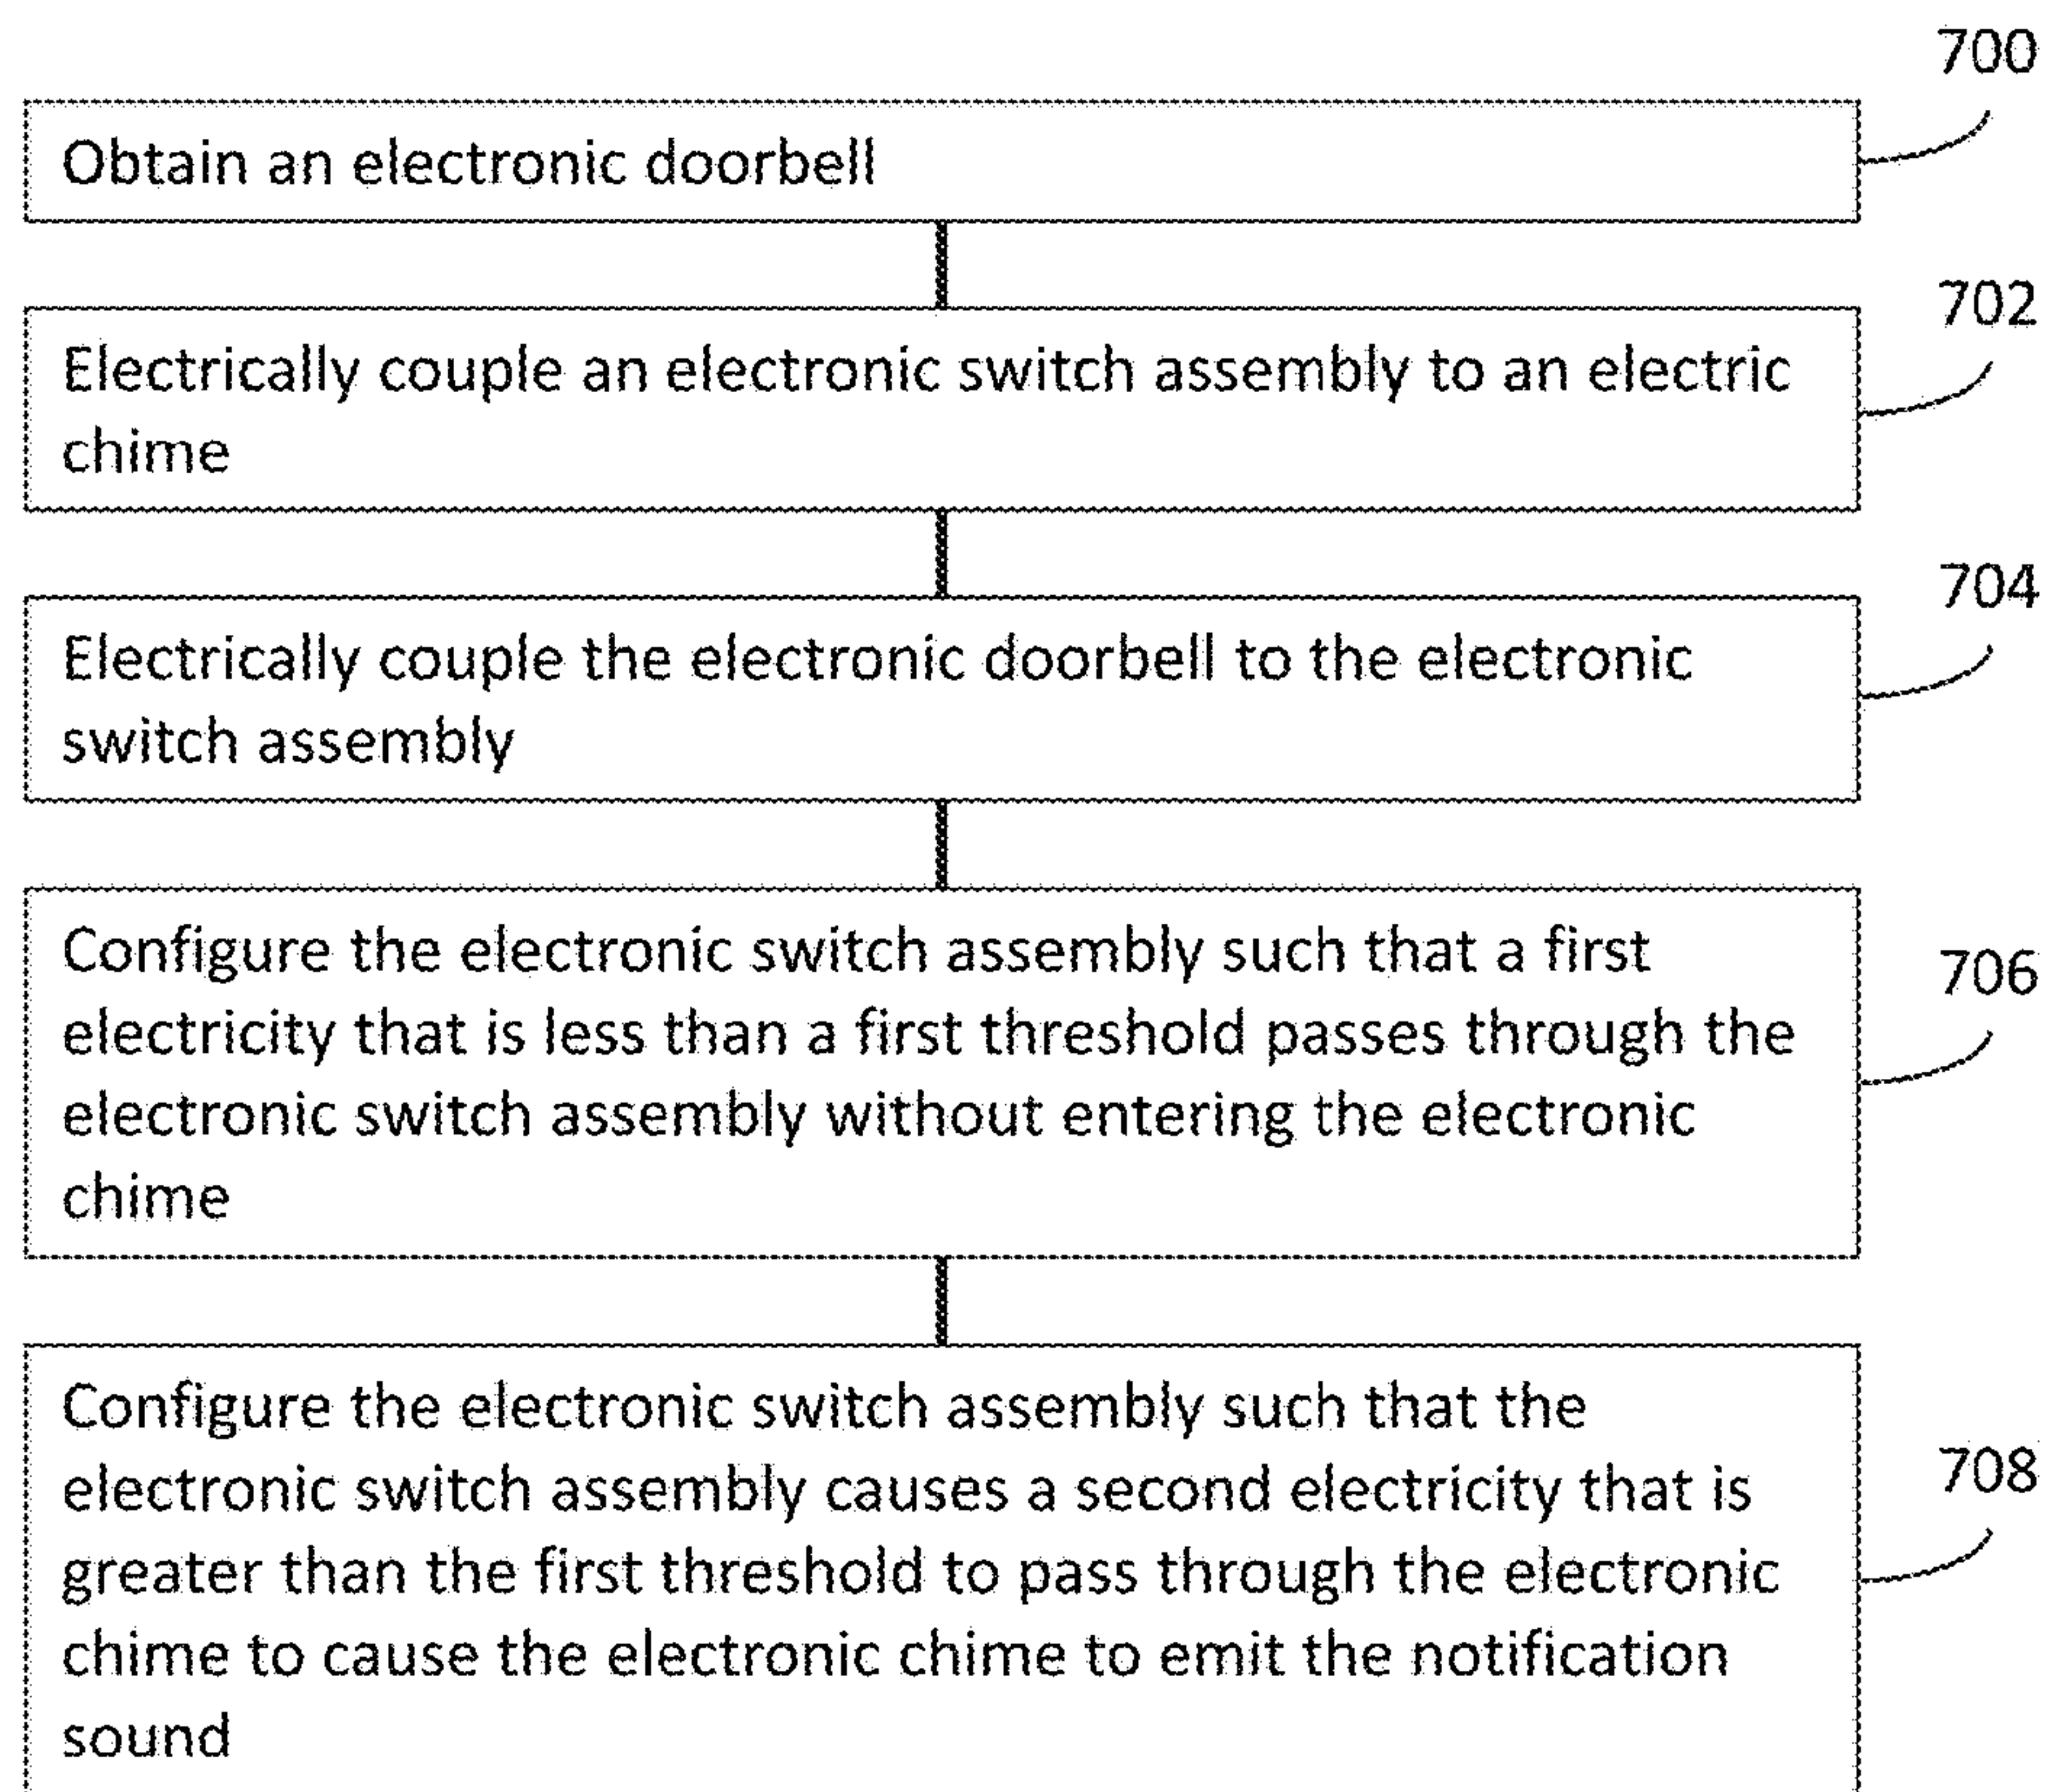 700
Obtain an electronic doorbell
702
Electrically couple an electronic switch assembly to an electric
chime
704
Electrically couple the electronic doorbell to the electronic
switch assembly
706
Configure the electronic switch assembly such that a first
electricity that is less than a first threshold passes through the
electronic switch assembly without entering the electronic
chime
708
Configure the electronic switch assembly such that the
electronic switch assembly causes a second electricity that is
greater than the first threshold to pass through the electronic
chime to cause the electronic chime to emit the notification
sound